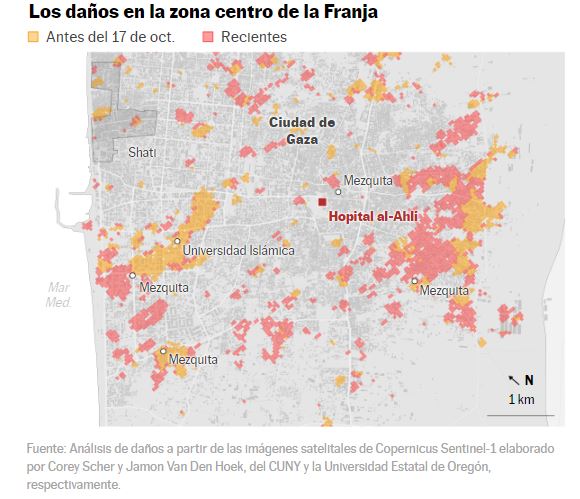 Los daños en la zona centro de la Franja
Antes del 17 de oct.
Recientes
Ciudad de
Gaza
Shati
Mezquita
Hopital al-Ahli
Universidad Islámica
Mezquita
Mezquita
Mar
Med.
Mezquita
N
1 km
Fuente: Análisis de daños a partir de las imágenes satelitales de Copernicus Sentinel-1 elaborado
por Corey Scher y Jamon Van Den Hoek, del CUNY y la Universidad Estatal de Oregón,
respectivamente.